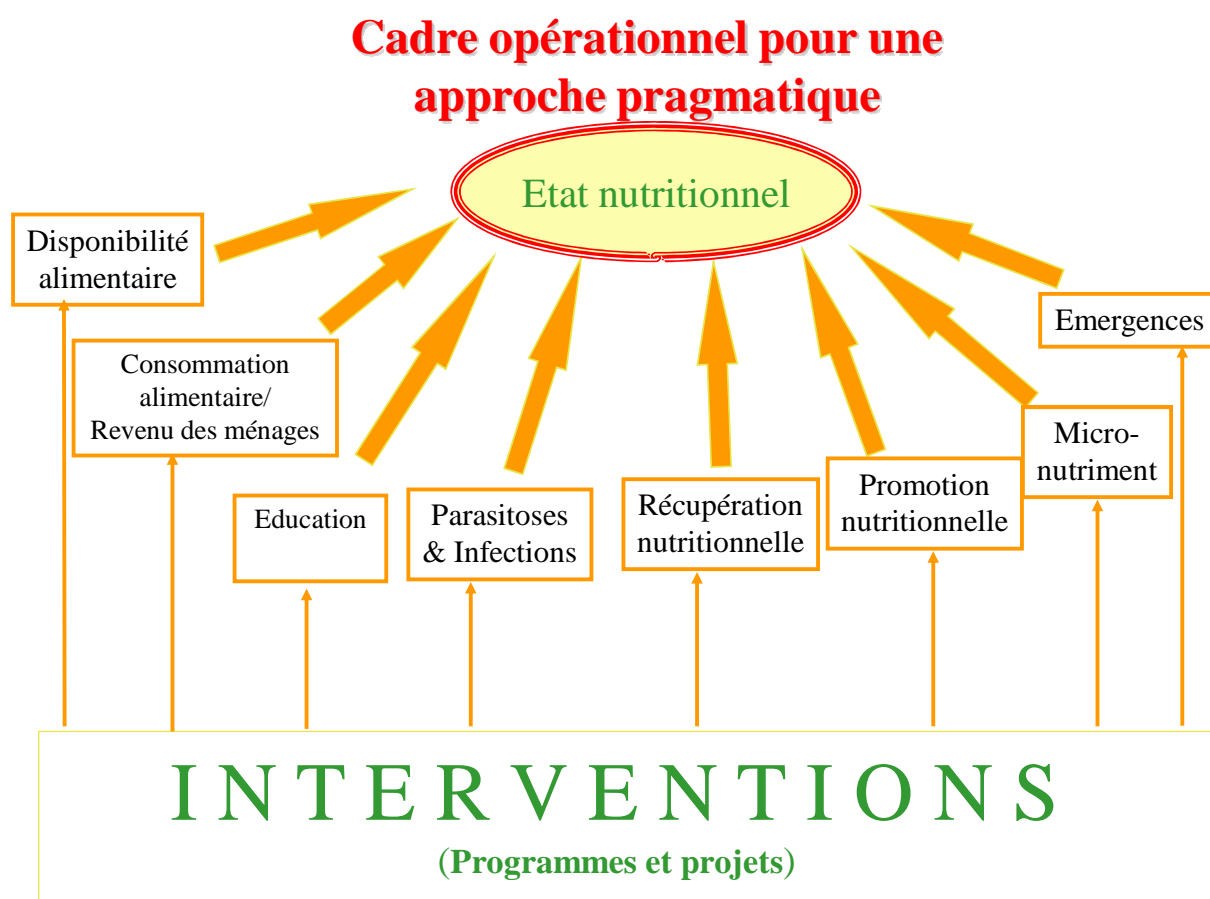 Cadre opérationnel pour une
approche pragmatique
Etat nutritionnel
Disponibilité
alimentaire
Consommation
alimentaire/
Revenu des ménages
Education
Parasitoses
& Infections
Récupération
nutritionnelle
Promotion
nutritionnelle
Micro-
nutriment
Emergences
INTERVENTIONS
(Programmes et projets)